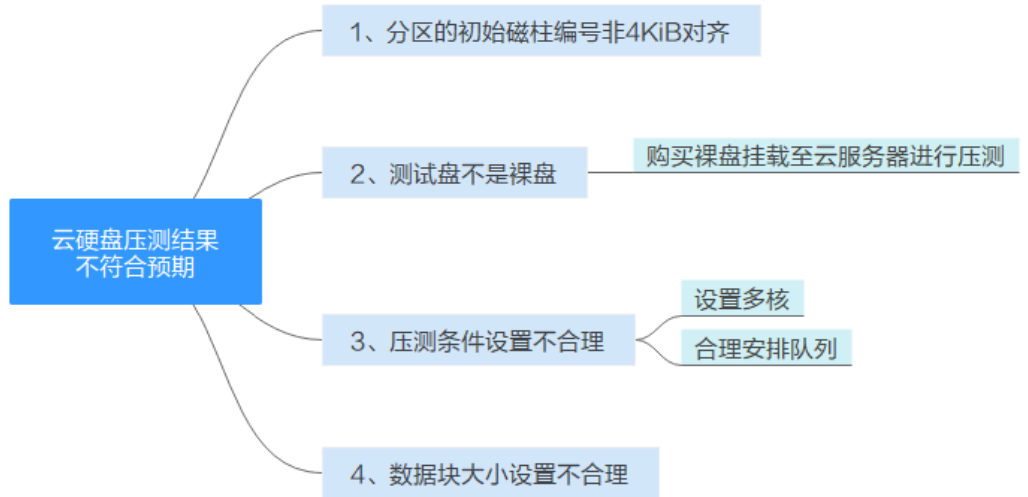 1、分区的初始磁柱编号非4KiB对齐
2、测试盘不是裸盘
购买裸盘挂载至云服务器进行压测
云硬盘压测结果
不符合预期
3、压测条件设置不合理
设置多核
合理安排队列
4、数据块大小设置不合理